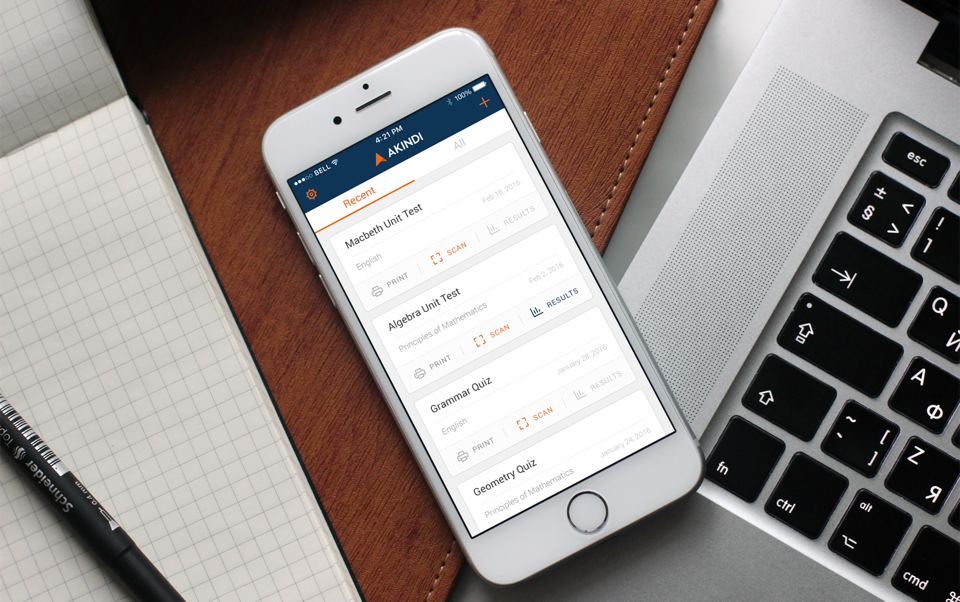 BELL
4:21 PM
100%
AKINDI
+
Recent
All
Macbeth Unit Test
Feb 16, 2016
English
PRINT
SCAN
RESULTS
Algebra Unit Test
Feb 2, 2016
Principles of Mathematics
PRINT
SCAN
RESULTS
Grammar Quiz
January 28, 2016
English
PRINT
SCAN
RESULTS
Geometry Quiz
January 24, 2016
Principles of Mathematics
Schneider
esc
± <
§ >
!
1
Q
Й
A
Ф
~ [
` ]
Z
Я
fn
ctrl
alt
⌥
cmd
⌘